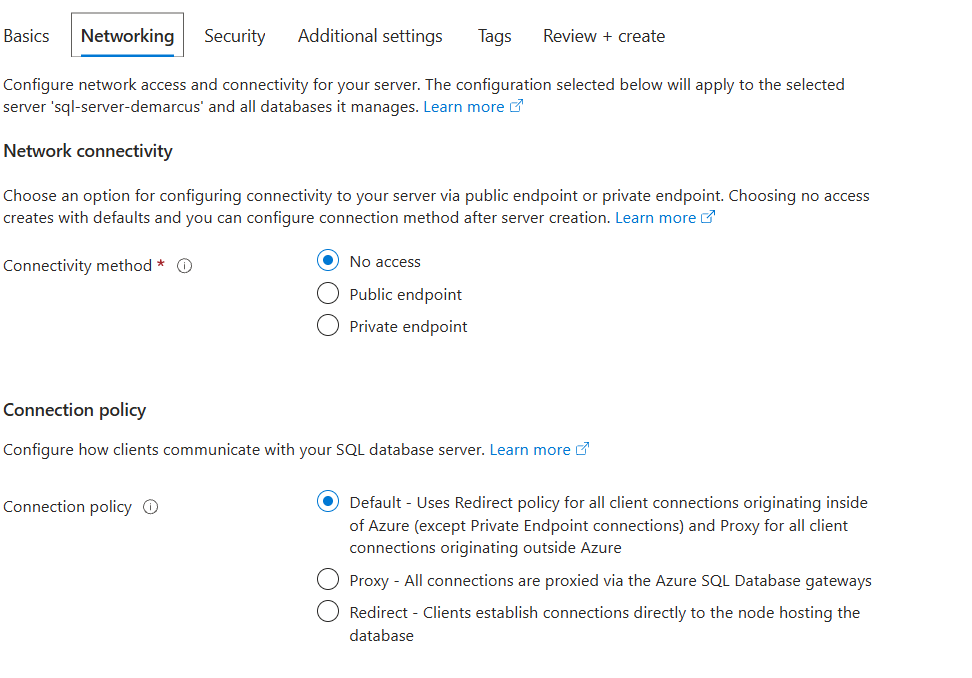 Basics Networking Security Additional settings Tags Review + create
Configure network access and connectivity for your server. The configuration selected below will apply to the selected
server 'sql-server-demarcus' and all databases it manages. Learn more
Network connectivity
Choose an option for configuring connectivity to your server via public endpoint or private endpoint. Choosing no access
creates with defaults and you can configure connection method after server creation. Learn more
Connectivity method *
No access
Public endpoint
Private endpoint
Connection policy
Configure how clients communicate with your SQL database server. Learn more
Connection policy
Default - Uses Redirect policy for all client connections originating inside
of Azure (except Private Endpoint connections) and Proxy for all client
connections originating outside Azure
Proxy - All connections are proxied via the Azure SQL Database gateways
Redirect - Clients establish connections directly to the node hosting the
database